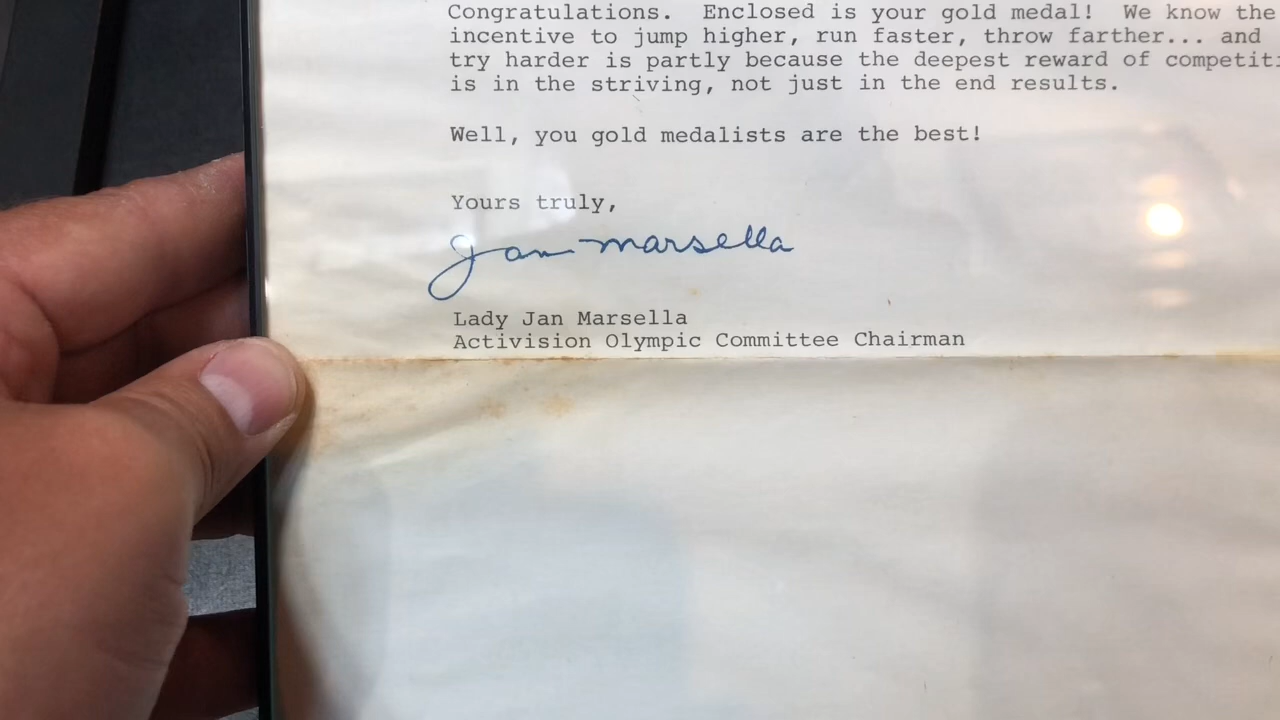 Congratulations. Enclosed is your gold medal! We know the
incentive to jump higher, run faster, throw farther... and
try harder is partly because the deepest reward of
is in the striving, not just in the end results.
Well, you gold medalists are the best!
Yours truly,
Jan Marsella
Lady Jan Marsella
Activision Olympic Committee Chairman